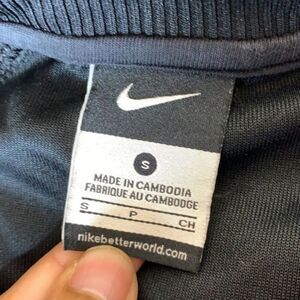 S
MADE IN CAMBODIA
FABRIQUÉ AU CAMBODGE
S P CH
nikebetterworld.com